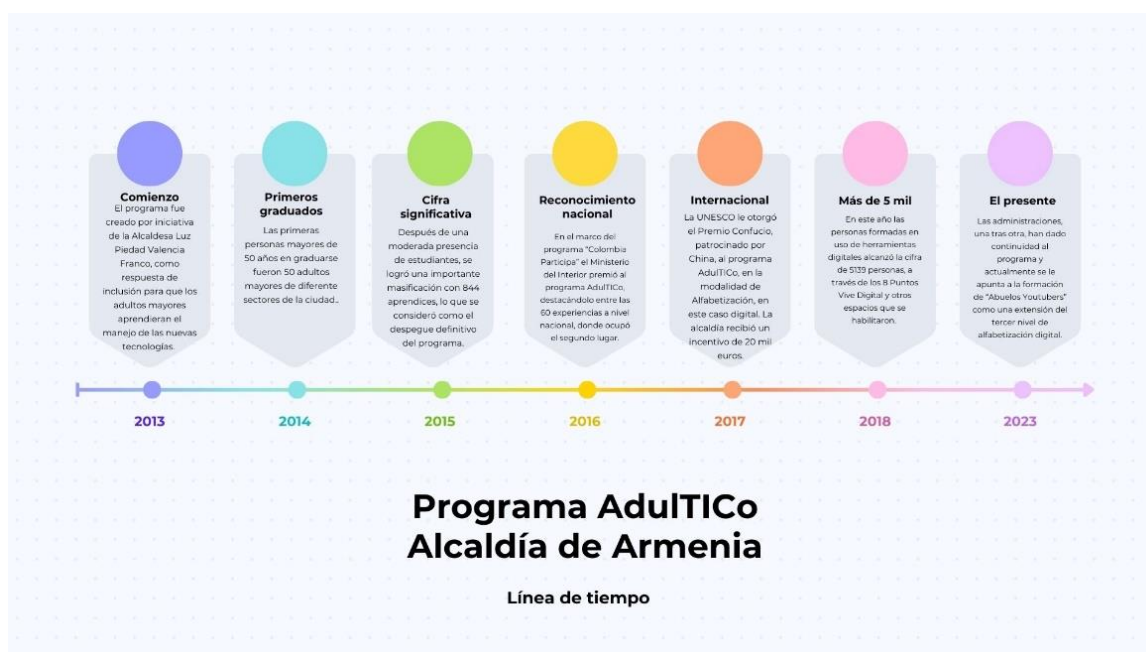 Comienzo
El programa fue
creado por iniciativa
de la Alcaldesa Luz
Piedad Valencia
Franco, como
respuesta de
inclusión para que los
adultos mayores
aprendieran el
manejo de las nuevas
tecnologías.
Primeros
graduados
Las primeras
personas mayores de
50 años en graduarse
fueron 50 adultos
mayores de diferente
sectores de la ciudad..
Cifra
significativa
Después de una
moderada presencia
de estudiantes, se
logró una importante
masificación con 844
aprendices, lo que se
consideró como el
despegue definitivo
del programa.
Reconocimiento
nacional
En el marco del
programa "Colombia
Participa" el Ministerio
del Interior premió al
programa AdulTICo,
destacándolo entre las
60 experiencias a nivel
nacional, donde ocupó
el segundo lugar.
Internacional
La UNESCO le otorgó
el Premio Confucio,
patrocinado por
China, al programa
AdulTICo, en la
modalidad de
Alfabetización, en
este caso digital. La
alcaldía recibió un
incentivo de 20 mil
euros.
Más de 5 mil
En este año las
personas formadas en
uso de herramientas
digitales alcanzó la cifra
de 5139 personas, a
través de los 8 Puntos
Vive Digital y otros
espacios que se
habilitaron.
El presente
Las administraciones,
una tras otra, han dado
continuidad al
programa y
actualmente se le
apunta a la formación
de "Abuelos Youtubers"
como una extensión del
tercer nivel de
alfabetización digital.
2013
2014
2015
2016
2017
2018
2023
Programa AdulTICo
Alcaldía de Armenia
Línea de tiempo